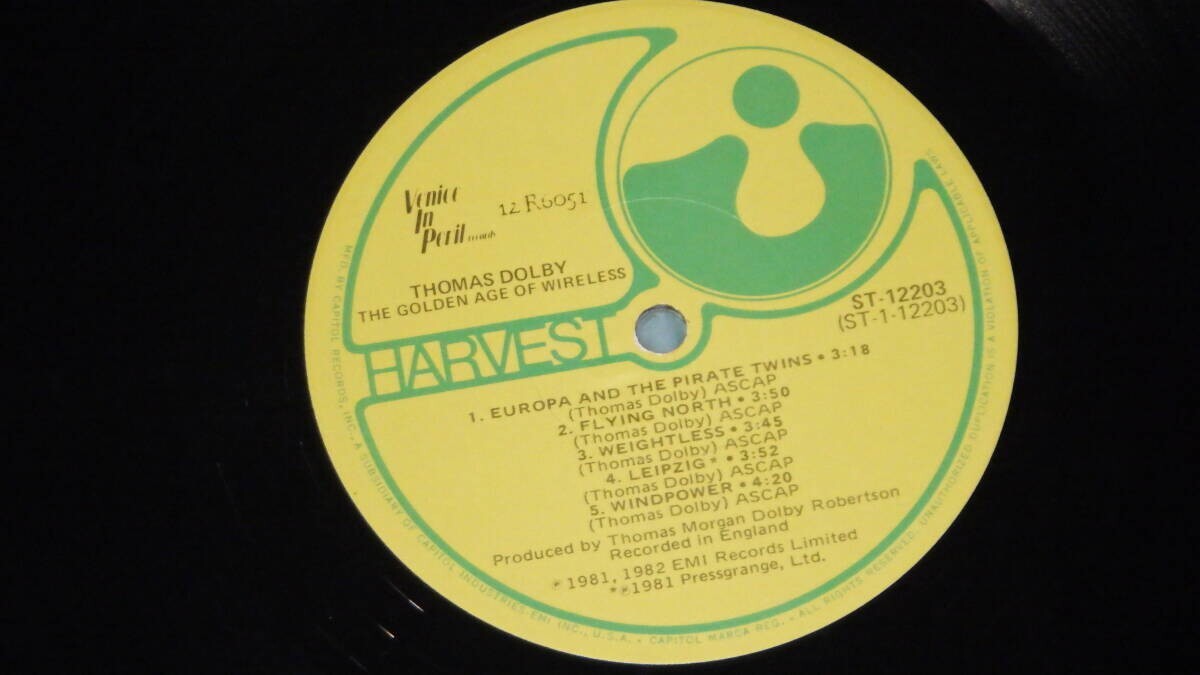 Venice
In
Peril records
12 R6051
THOMAS DOLBY
THE GOLDEN AGE OF WIRELESS
HARVEST
ST-12203
(ST-1-12203)
1. EUROPA AND THE PIRATE TWINS • 3:18
(Thomas Dolby) ASCAP
2. FLYING NORTH • 3:50
(Thomas Dolby) ASCAP
3. WEIGHTLESS • 3:45
(Thomas Dolby) ASCAP
4. LEIPZIG* • 3:52
(Thomas Dolby) ASCAP
5. WINDPOWER • 4:20
(Thomas Dolby) ASCAP
Produced by Thomas Morgan Dolby Robertson
Recorded in England
℗1981, 1982 EMI Records Limited
*℗1981 Pressgrange, Ltd.
MFD. BY CAPITOL RECORDS, INC. • A SUBSIDIARY OF CAPITOL INDUSTRIES-EMI INC., U.S.A. • CAPITOL MARCA REG. • ALL RIGHTS RESERVED. UNAUTHORIZED DUPLICATION IS A VIOLATION OF APPLICABLE LAWS